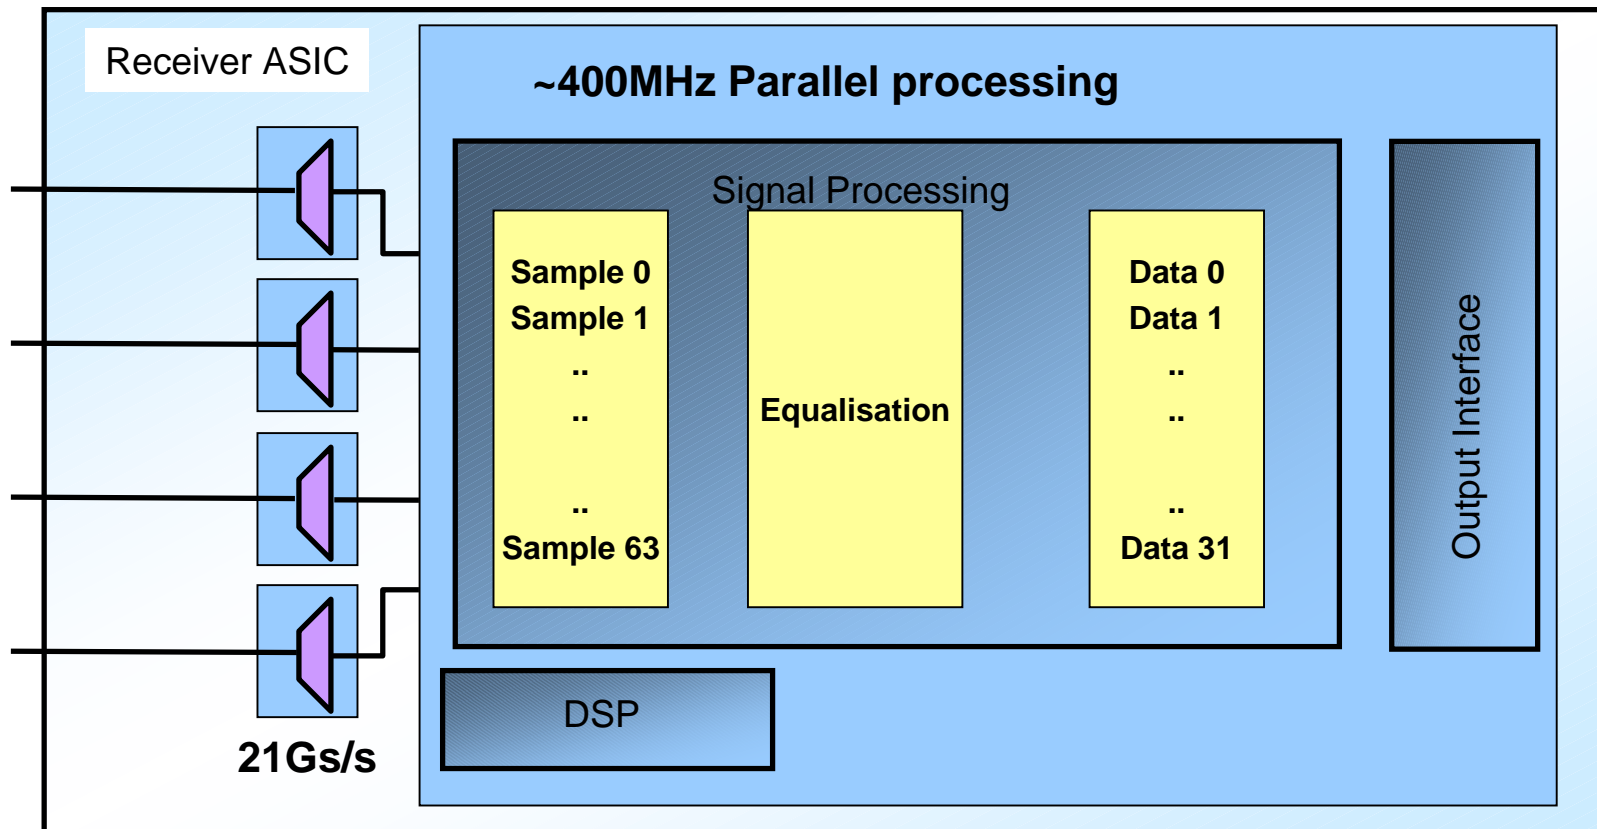 Receiver ASIC
~400MHz Parallel processing
Signal Processing
Sample 0
Sample 1
..
..
..
Sample 63
Equalisation
Data 0
Data 1
..
..
..
Data 31
Output Interface
DSP
21Gs/s